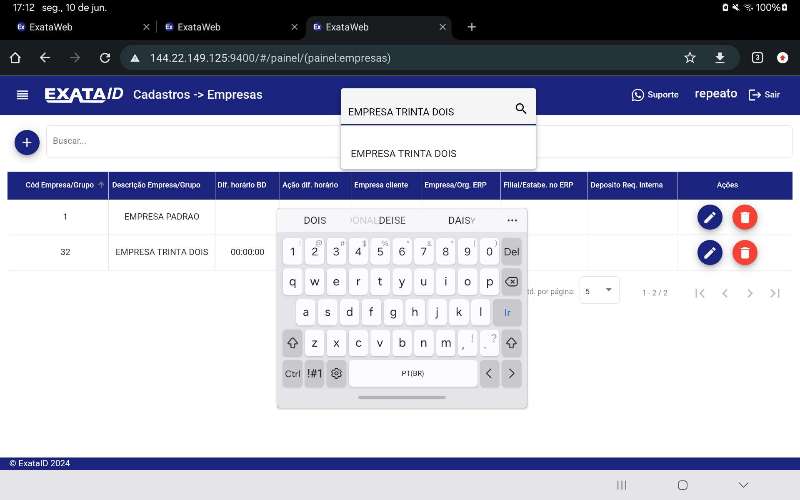 17:12 seg., 10 de jun. 100%
ExataWeb ExataWeb ExataWeb
144.22.149.125:9400/#/painel/(painel:empresas) 3
EXATAID Cadastros -> Empresas EMPRESA TRINTA DOIS Suporte repeato Sair
Buscar... EMPRESA TRINTA DOIS
Cód Empresa/Grupo Descrição Empresa/Grupo Dif. horário BD Ação dif. horário Empresa cliente Empresa/Org. ERP Filial/Estabe. no ERP Deposito Req. Interna Ações
1 EMPRESA PADRAO
32 EMPRESA TRINTA DOIS 00:00:00
DOIS DEISE DAISY ...
1 2 3 4 5 6 7 8 9 0 Del
q w e r t y u i o p
a s d f g h j k l Ir
z x c v b n m , ! . ?
Ctrl !#1 PT(BR)
por página: 5 1 - 2 / 2
© ExataID 2024